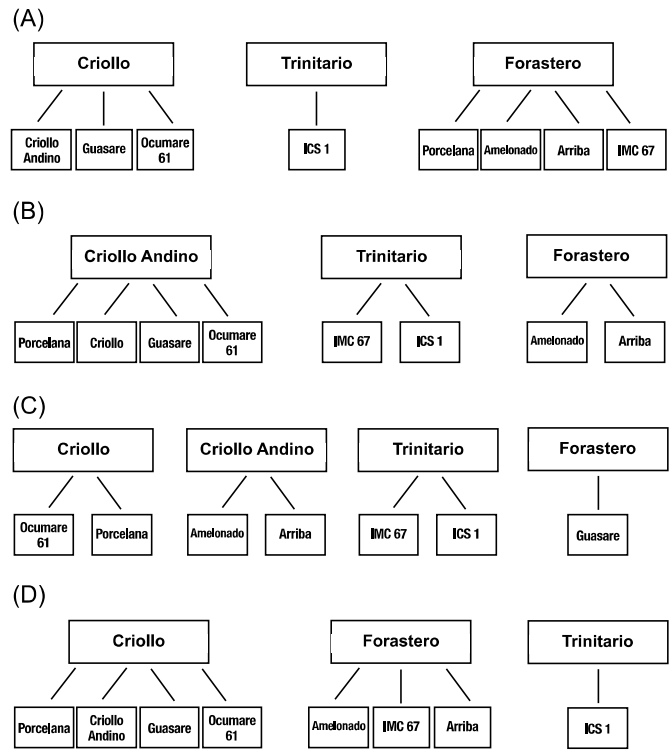 (A)
Criollo Trinitario Forastero
Criollo
Andino
Guasare
Ocumare
61
ICS 1
Porcelana
Amelonado
Arriba
IMC 67
(B)
Criollo Andino Trinitario Forastero
Porcelana
Criollo
Guasare
Ocumare
61
IMC 67
ICS 1
Amelonado
Arriba
(C)
Criollo Criollo Andino Trinitario Forastero
Ocumare
61
Porcelana
Amelonado
Arriba
IMC 67
ICS 1
Guasare
(D)
Criollo Forastero Trinitario
Porcelana
Criollo
Andino
Guasare
Ocumare
61
Amelonado
IMC 67
Arriba
ICS 1